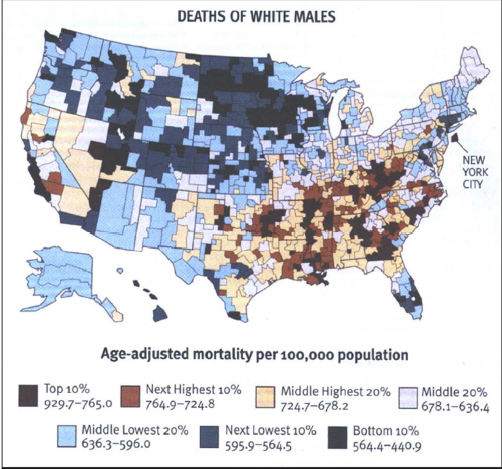 DEATHS OF WHITE MALES
NEW
YORK
CITY
Age-adjusted mortality per 100,000 population
Top 10%
929.7–765.0
Next Highest 10%
764.9–724.8
Middle Highest 20%
724.7–678.2
Middle 20%
678.1–636.4
Middle Lowest 20%
636.3–596.0
Next Lowest 10%
595.9–564.5
Bottom 10%
564.4–440.9